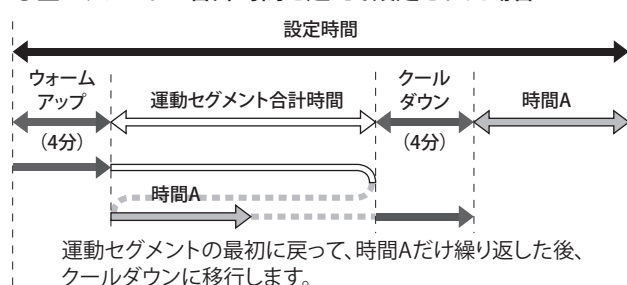 設定時間
ウォーム
アップ
運動セグメント合計時間
クール
ダウン
時間A
(4分)
(4分)
時間A
運動セグメントの最初に戻って、時間Aだけ繰り返した後、
クールダウンに移行します。